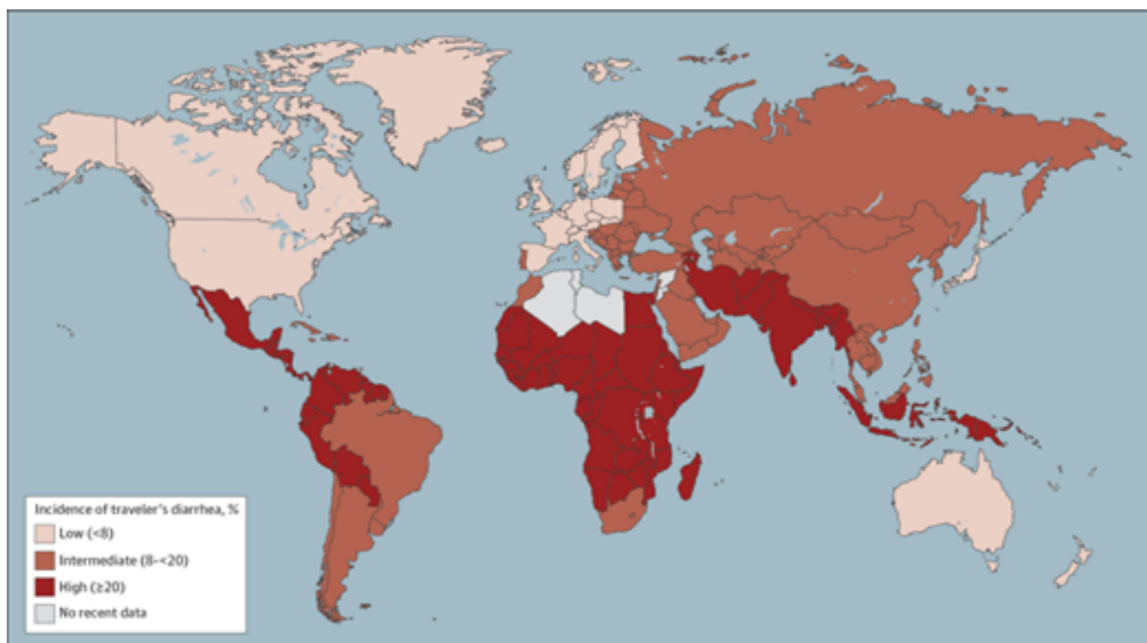 Incidence of traveler's diarrhea, %
Low (<8)
Intermediate (8-<20)
High (≥20)
No recent data